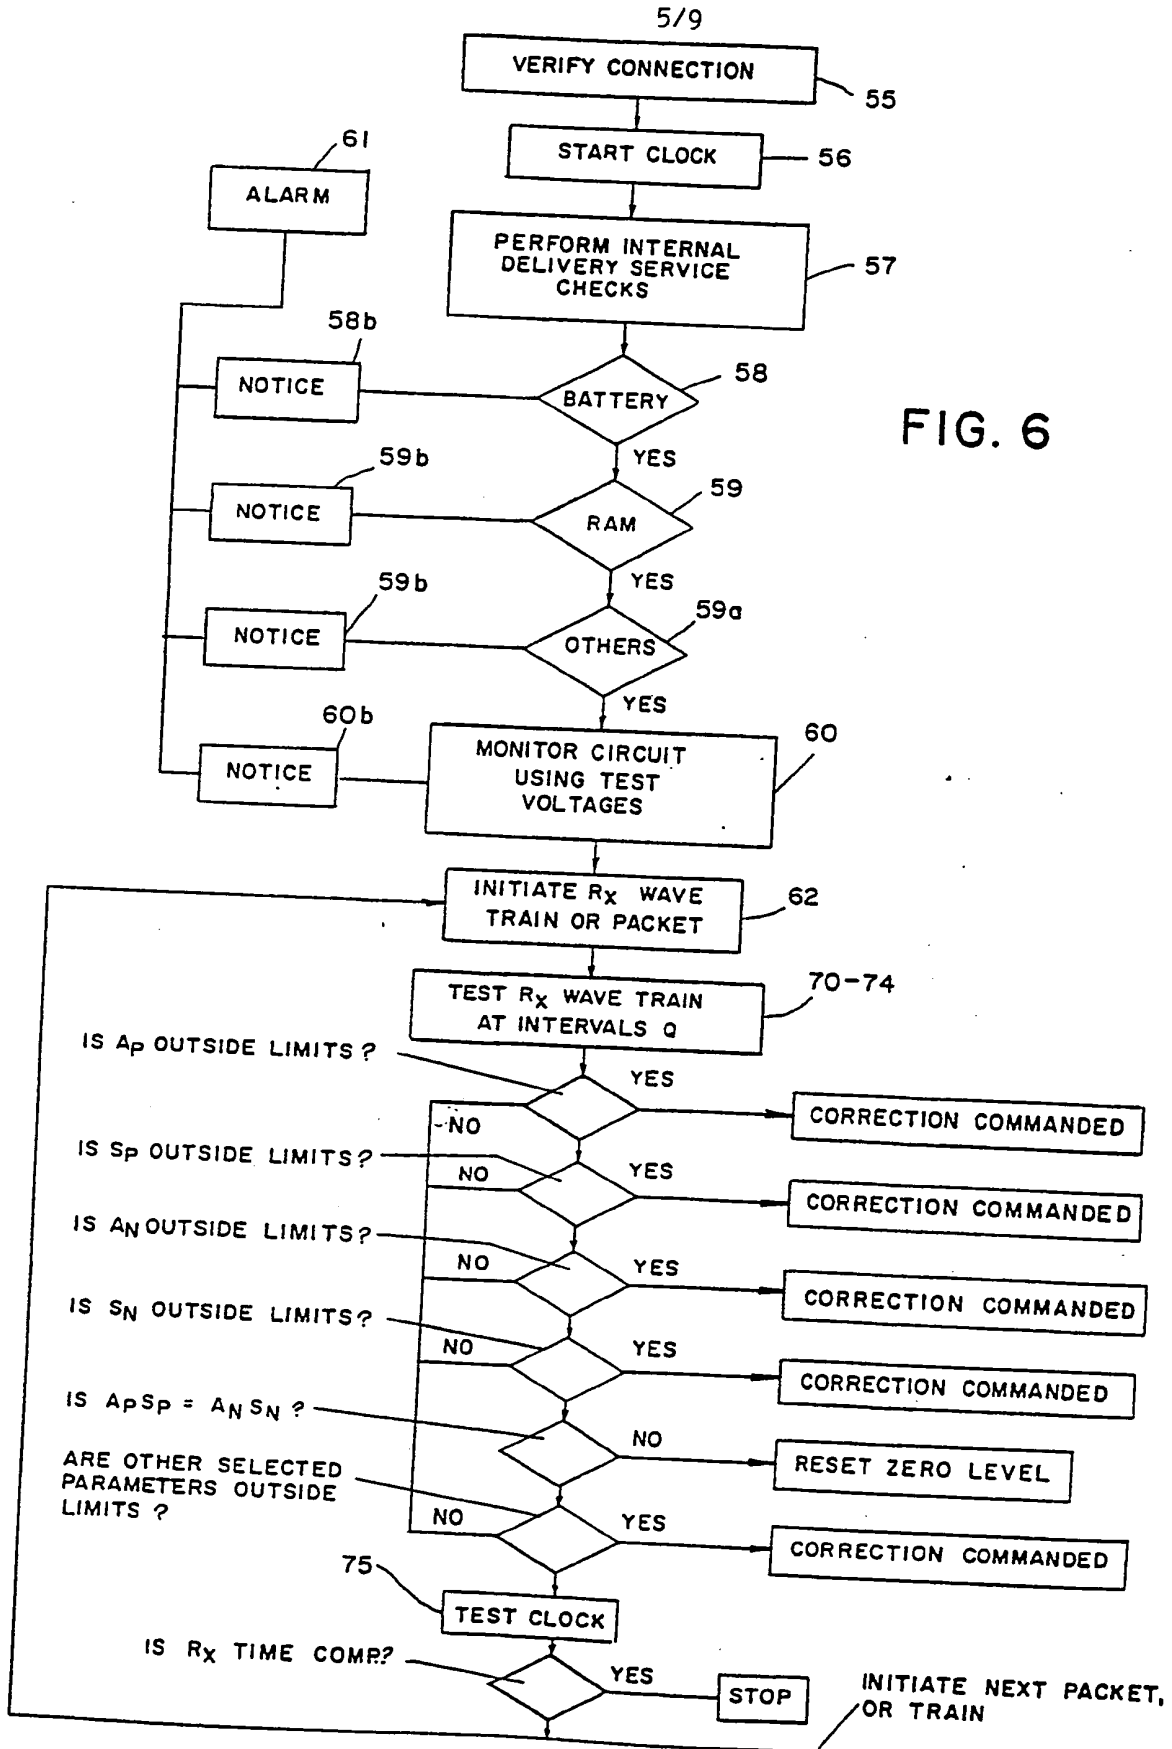 5/9
VERIFY CONNECTION
55
START CLOCK
56
61
ALARM
PERFORM INTERNAL
DELIVERY SERVICE
CHECKS
57
58b
NOTICE
BATTERY
58
YES
FIG. 6
59b
NOTICE
RAM
59
YES
59b
NOTICE
OTHERS
59a
YES
60b
NOTICE
MONITOR CIRCUIT
USING TEST
VOLTAGES
60
INITIATE RX WAVE
TRAIN OR PACKET
62
TEST RX WAVE TRAIN
AT INTERVALS Q
70-74
IS AP OUTSIDE LIMITS?
YES
NO
CORRECTION COMMANDED
IS SP OUTSIDE LIMITS?
NO
YES
CORRECTION COMMANDED
IS AN OUTSIDE LIMITS?
NO
YES
CORRECTION COMMANDED
IS SN OUTSIDE LIMITS?
NO
YES
CORRECTION COMMANDED
IS APSP = ANSN?
NO
RESET ZERO LEVEL
ARE OTHER SELECTED
PARAMETERS OUTSIDE
LIMITS?
NO
YES
CORRECTION COMMANDED
75
TEST CLOCK
IS RX TIME COMP.?
YES
STOP
INITIATE NEXT PACKET,
OR TRAIN